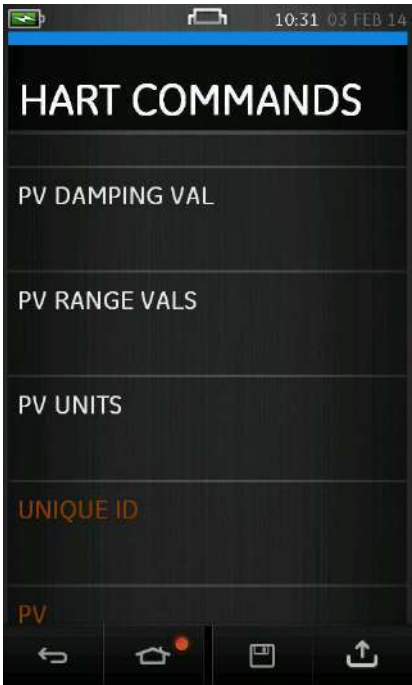 10:31 03 FEB 14
HART COMMANDS
PV DAMPING VAL
PV RANGE VALS
PV UNITS
UNIQUE ID
PV